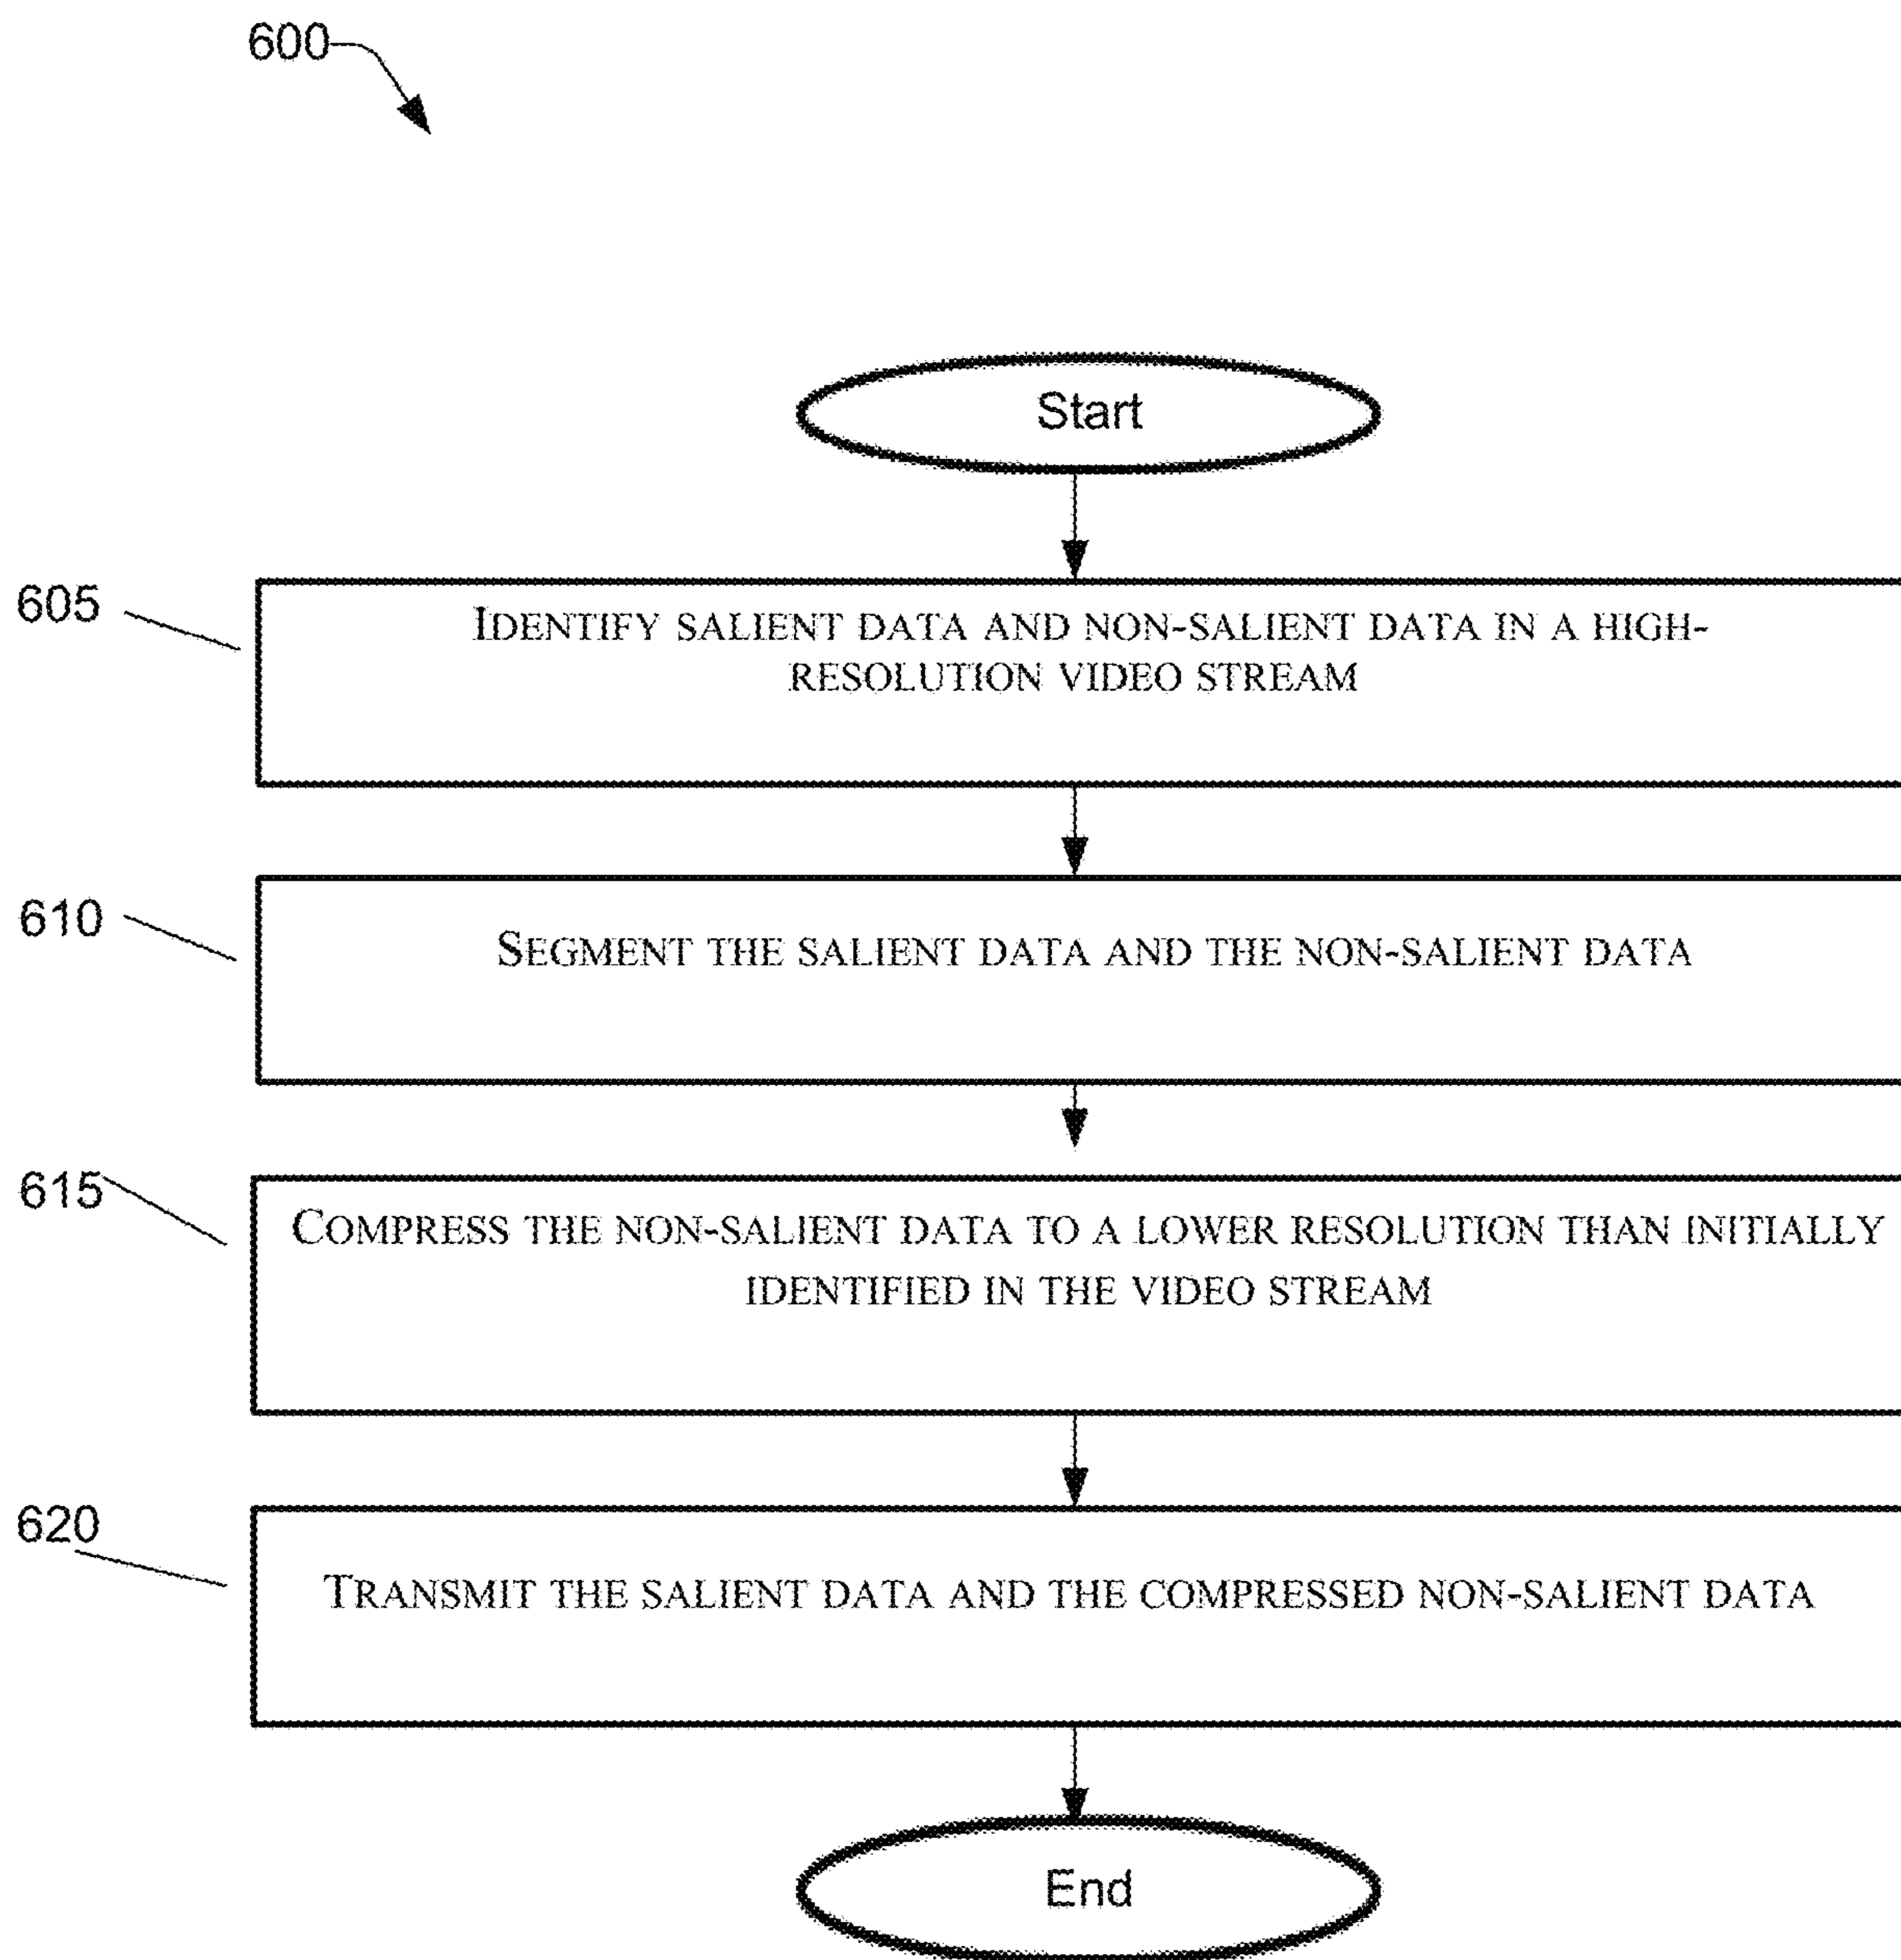 600
Start
605
IDENTIFY SALIENT DATA AND NON-SALIENT DATA IN A HIGH-
RESOLUTION VIDEO STREAM
610
SEGMENT THE SALIENT DATA AND THE NON-SALIENT DATA
615
COMPRESS THE NON-SALIENT DATA TO A LOWER RESOLUTION THAN INITIALLY
IDENTIFIED IN THE VIDEO STREAM
620
TRANSMIT THE SALIENT DATA AND THE COMPRESSED NON-SALIENT DATA
End